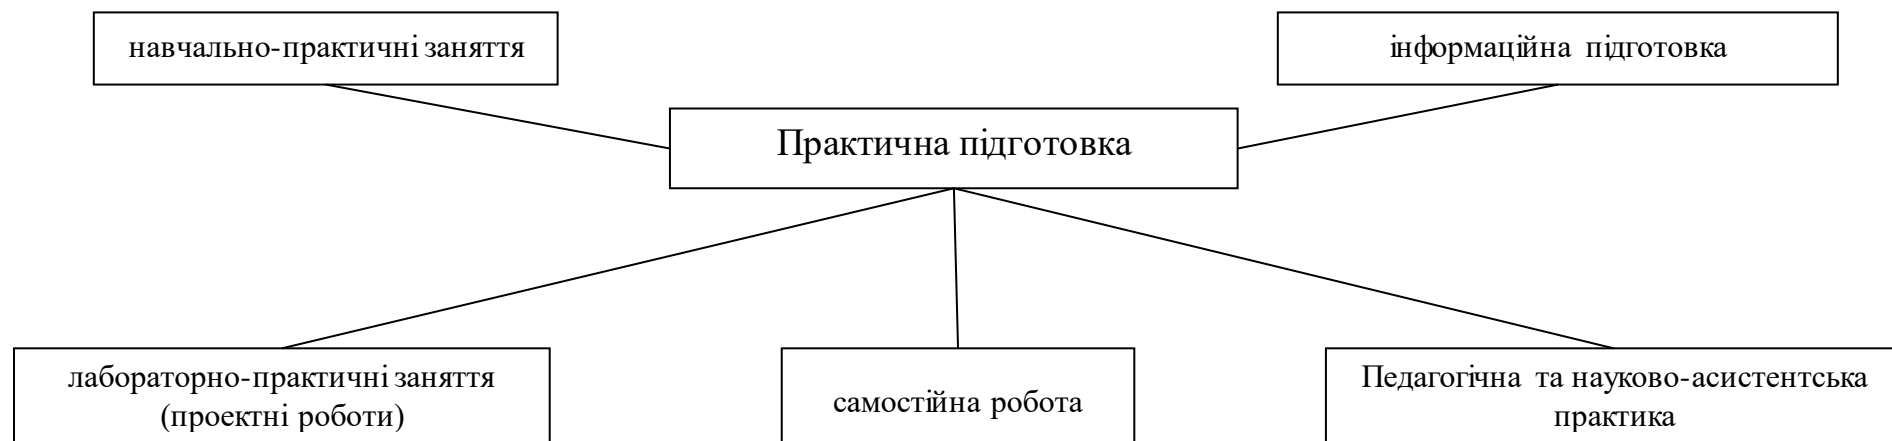 навчально-практичні заняття
інформаційна підготовка
Практична підготовка
лабораторно-практичні заняття
(проектні роботи)
самостійна робота
Педагогічна та науково-асистентська
практика